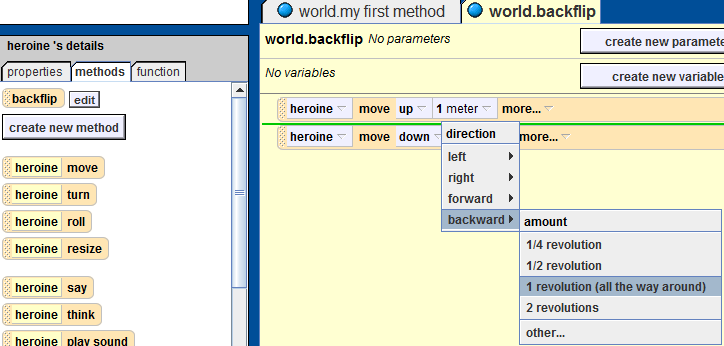 heroine 's details
properties methods function
backflip edit
create new method
heroine move
heroine turn
heroine roll
heroine resize
heroine say
heroine think
heroine play sound
world.my first method world.backflip
world.backflip No parameters create new paramete
No variables create new variable
heroine move up 1 meter more...
heroine move down more...
direction
left
right
forward
backward
amount
1/4 revolution
1/2 revolution
1 revolution (all the way around)
2 revolutions
other...